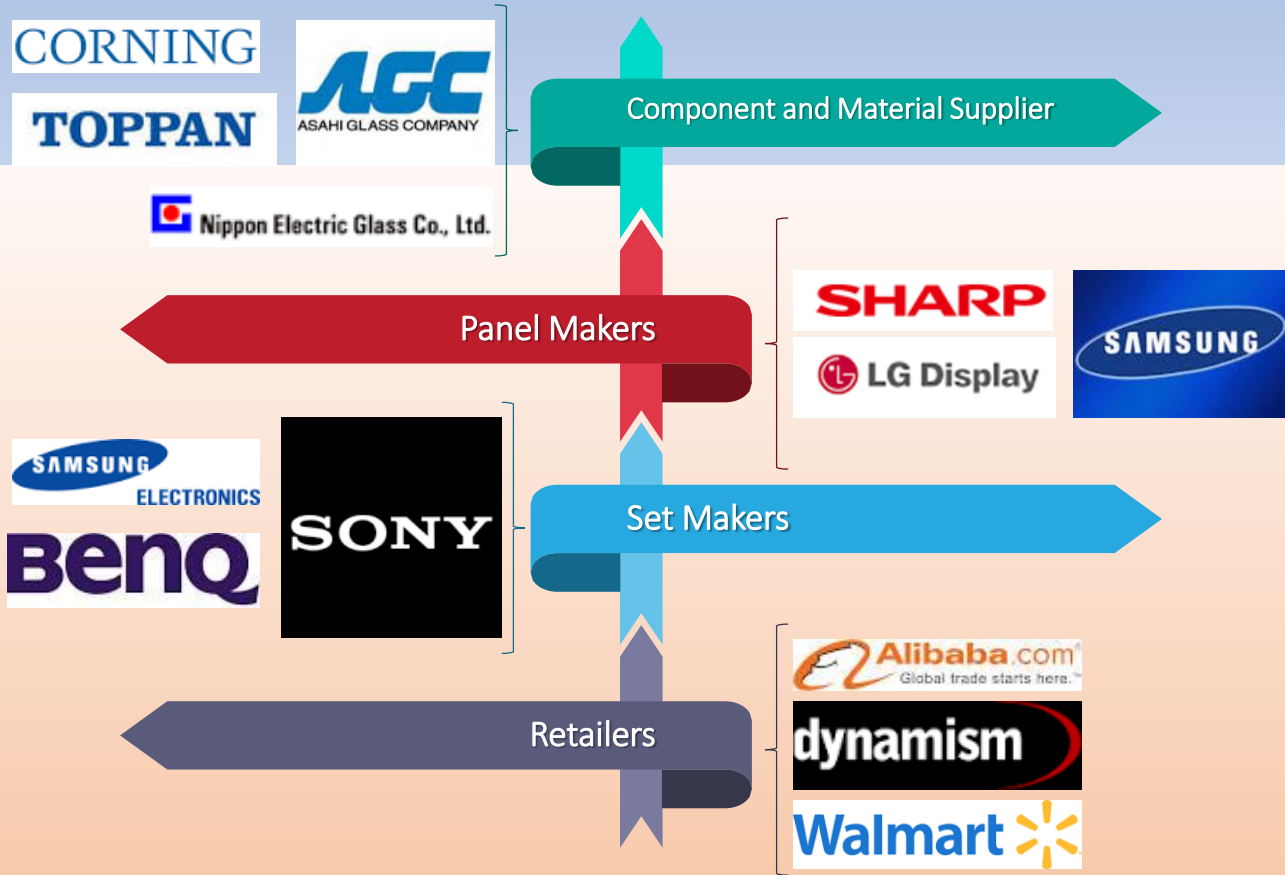 CORNING
TOPPAN
AGC
ASAHI GLASS COMPANY
Nippon Electric Glass Co., Ltd.
Component and Material Supplier
Panel Makers
SHARP
LG Display
SAMSUNG
SAMSUNG
ELECTRONICS
BenQ
SONY
Set Makers
Retailers
Alibaba.com
Global trade starts here.™
dynamism
Walmart